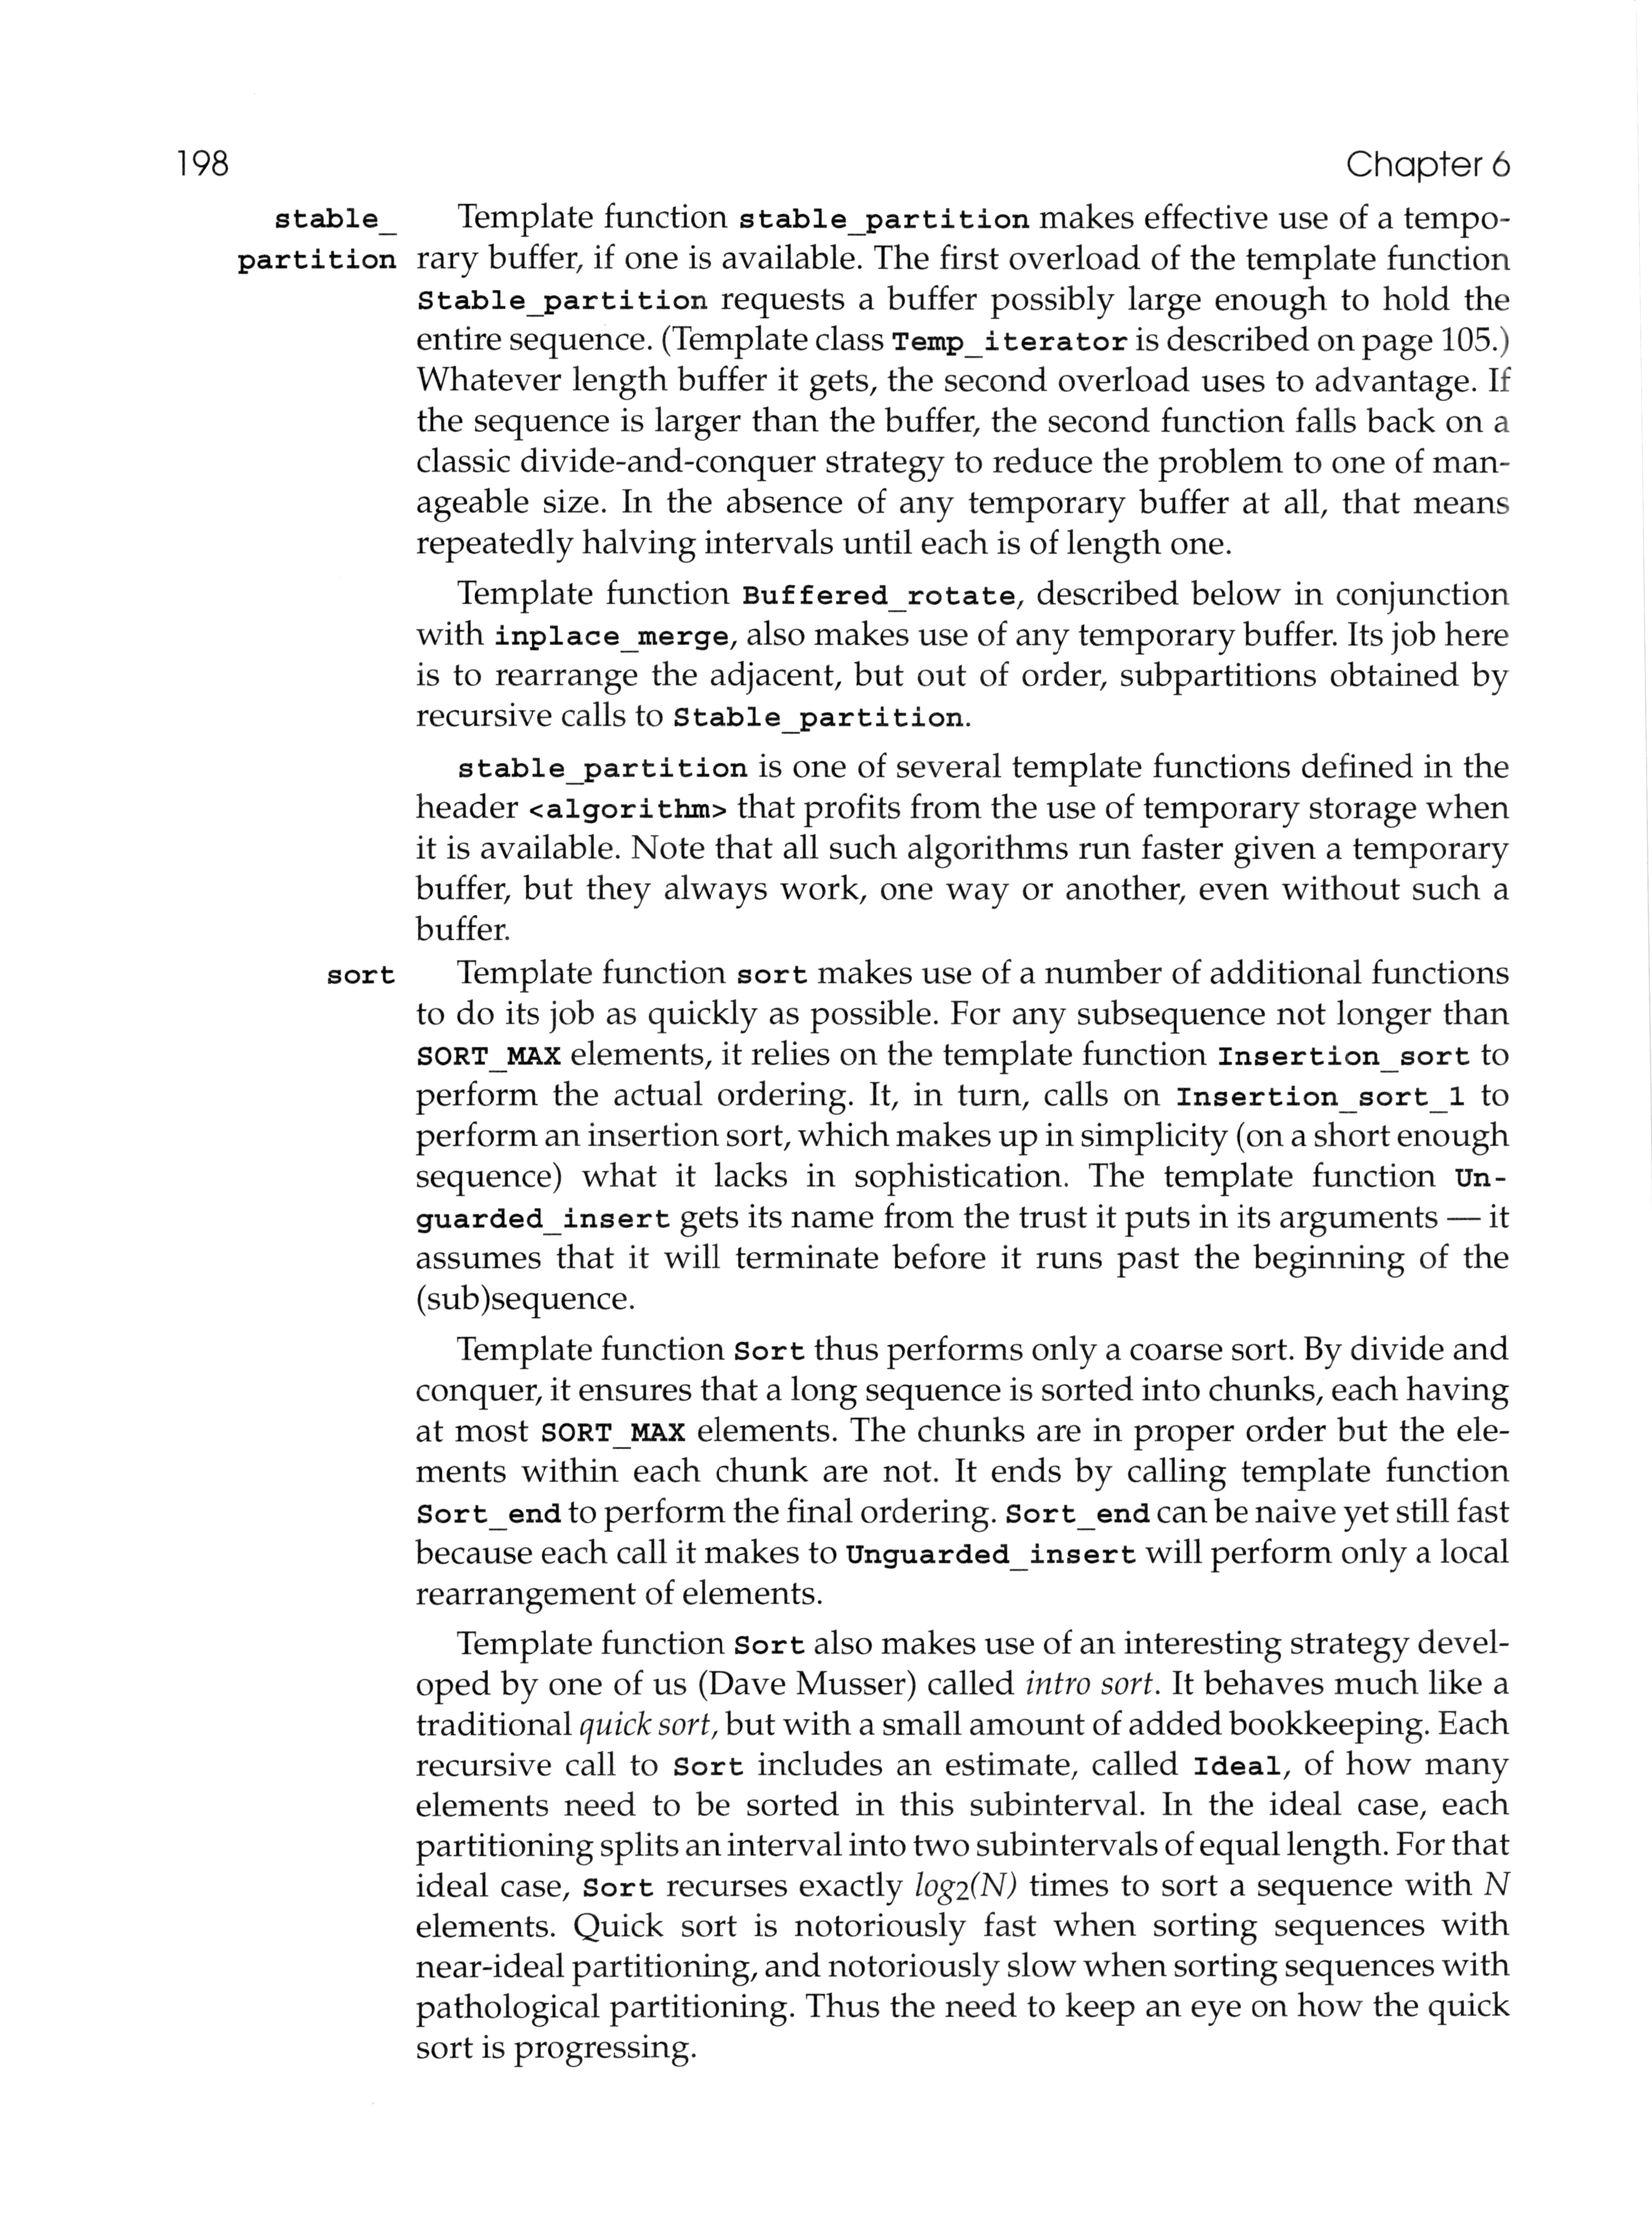 198
Chapter 6
stable_
partition
Template function stable_partition makes effective use of a tempo-
rary buffer, if one is available. The first overload of the template function
Stable_partition requests a buffer possibly large enough to hold the
entire sequence. (Template class Temp_iterator is described on page 105.)
Whatever length buffer it gets, the second overload uses to advantage. If
the sequence is larger than the buffer, the second function falls back on a
classic divide-and-conquer strategy to reduce the problem to one of man-
ageable size. In the absence of any temporary buffer at all, that means
repeatedly halving intervals until each is of length one.
Template function Buffered_rotate, described below in conjunction
with inplace_merge, also makes use of any temporary buffer. Its job here
is to rearrange the adjacent, but out of order, subpartitions obtained by
recursive calls to Stable_partition.
stable_partition is one of several template functions defined in the
header <algorithm> that profits from the use of temporary storage when
it is available. Note that all such algorithms run faster given a temporary
buffer, but they always work, one way or another, even without such a
buffer.
sort
Template function sort makes use of a number of additional functions
to do its job as quickly as possible. For any subsequence not longer than
SORT_MAX elements, it relies on the template function Insertion_sort to
perform the actual ordering. It, in turn, calls on Insertion_sort_1 to
perform an insertion sort, which makes up in simplicity (on a short enough
sequence) what it lacks in sophistication. The template function Un-
guarded_insert gets its name from the trust it puts in its arguments — it
assumes that it will terminate before it runs past the beginning of the
(sub)sequence.
Template function Sort thus performs only a coarse sort. By divide and
conquer, it ensures that a long sequence is sorted into chunks, each having
at most SORT_MAX elements. The chunks are in proper order but the ele-
ments within each chunk are not. It ends by calling template function
Sort_end to perform the final ordering. Sort_end can be naive yet still fast
because each call it makes to Unguarded_insert will perform only a local
rearrangement of elements.
Template function Sort also makes use of an interesting strategy devel-
oped by one of us (Dave Musser) called intro sort. It behaves much like a
traditional quick sort, but with a small amount of added bookkeeping. Each
recursive call to Sort includes an estimate, called Ideal, of how many
elements need to be sorted in this subinterval. In the ideal case, each
partitioning splits an interval into two subintervals of equal length. For that
ideal case, Sort recurses exactly log2(N) times to sort a sequence with N
elements. Quick sort is notoriously fast when sorting sequences with
near-ideal partitioning, and notoriously slow when sorting sequences with
pathological partitioning. Thus the need to keep an eye on how the quick
sort is progressing.